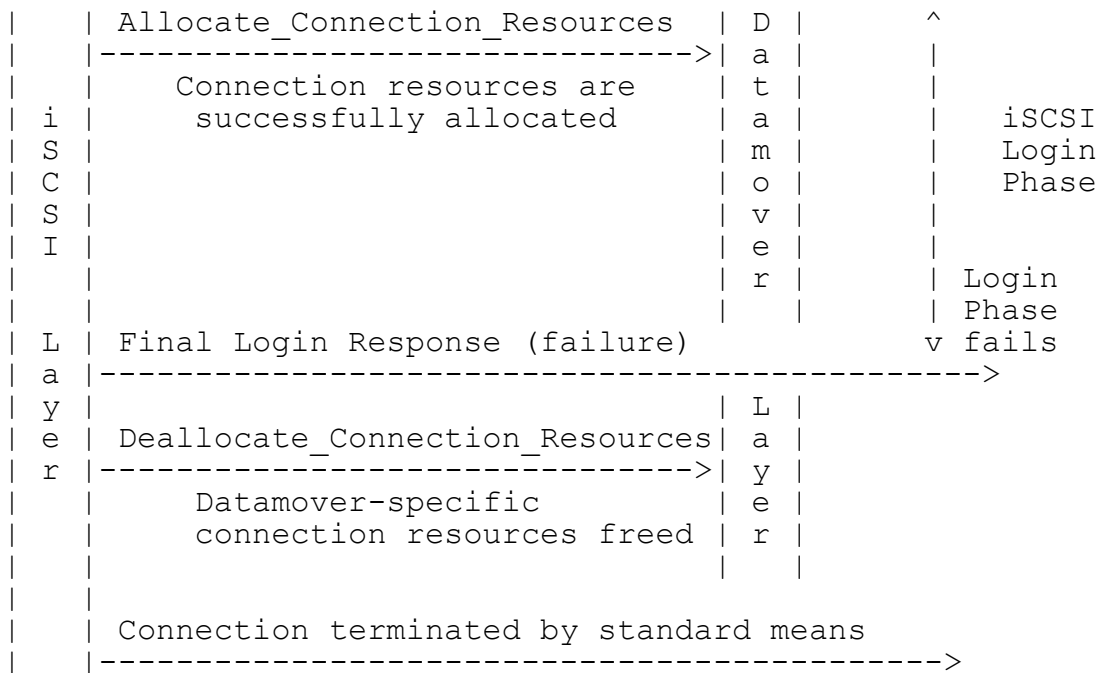 |   | Allocate_Connection_Resources  | D |      ^
|   |------------------------------->| a |      |
|   |    Connection resources are    | t |      |
| i |     successfully allocated     | a |      |   iSCSI
| S |                                | m |      |   Login
| C |                                | o |      |   Phase
| S |                                | v |      |
| I |                                | e |      |
|   |                                | r |      | Login
|   |                                |   |      | Phase
| L | Final Login Response (failure)            v fails
| a |--------------------------------------------->
| y |                                | L |
| e | Deallocate_Connection_Resources| a |
| r |------------------------------->| y |
|   |     Datamover-specific         | e |
|   |     connection resources freed | r |
|   |                                |   |
|   |
|   | Connection terminated by standard means
|   |------------------------------------------->